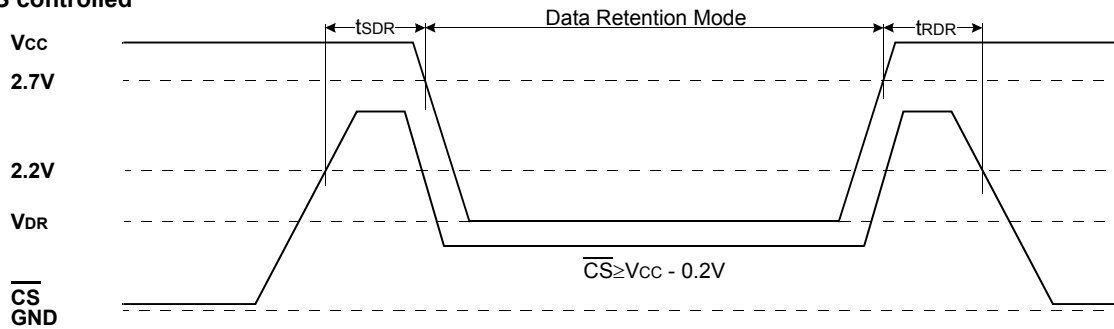 controlled
Data Retention Mode
tSDR
tRDR
VCC
2.7V
2.2V
VDR
CS≥VCC - 0.2V
CS
GND